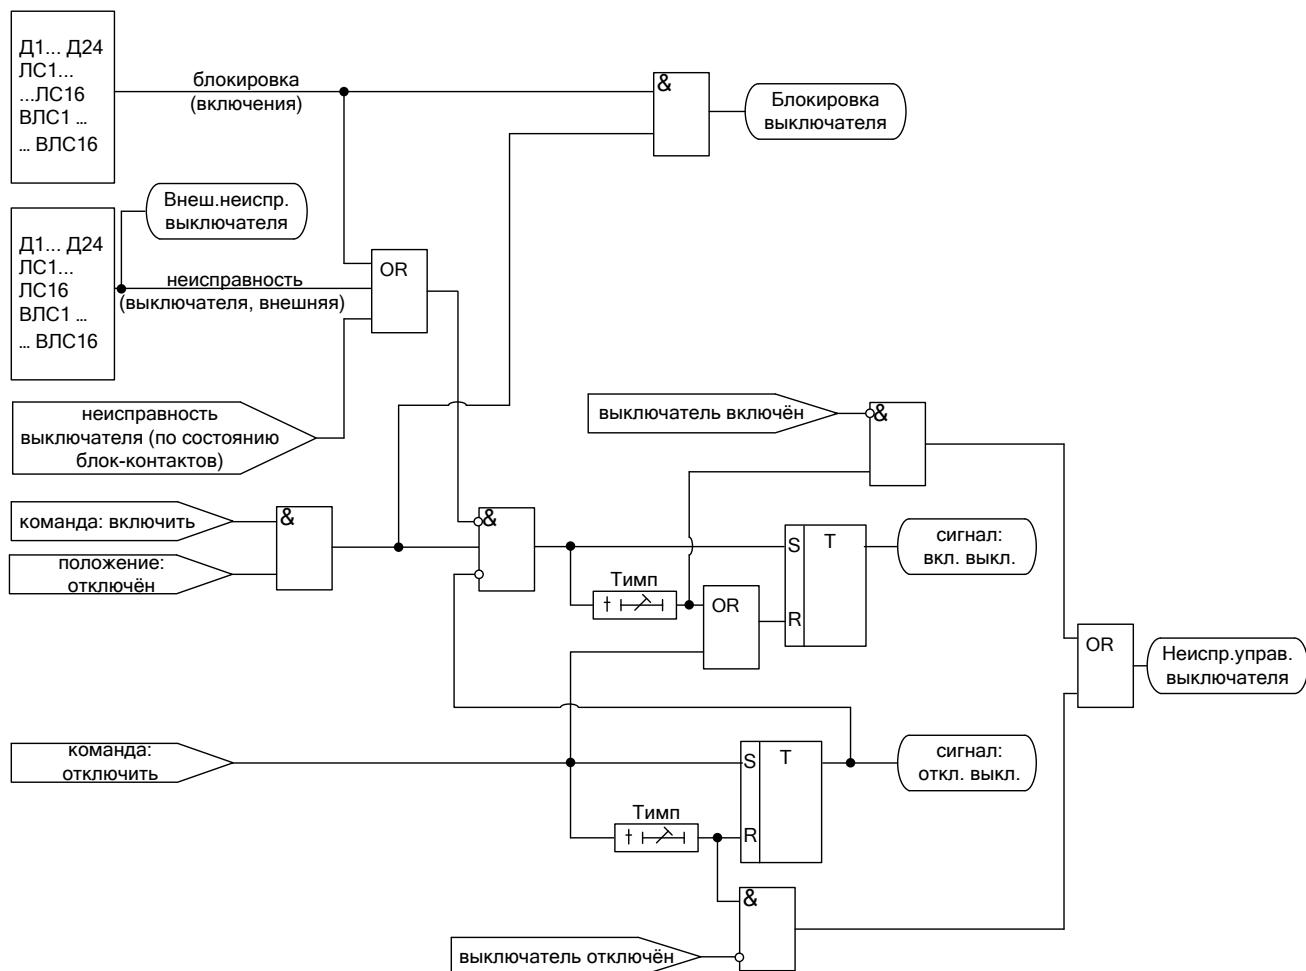 Д1... Д24
ЛС1...
...ЛС16
ВЛС1 ...
... ВЛС16
блокировка
(включения)
&
Блокировка
выключателя
Внеш.неиспр.
выключателя
Д1... Д24
ЛС1...
ЛС16
ВЛС1 ...
... ВЛС16
неисправность
(выключателя, внешняя)
OR
неисправность
выключателя (по состоянию
блок-контактов)
выключатель включён
&
команда: включить
&
положение:
отключён
&
Тимп
OR
S
T
R
сигнал:
вкл. выкл.
OR
Неиспр.управ.
выключателя
команда:
отключить
S
T
R
сигнал:
откл. выкл.
Тимп
&
выключатель отключён